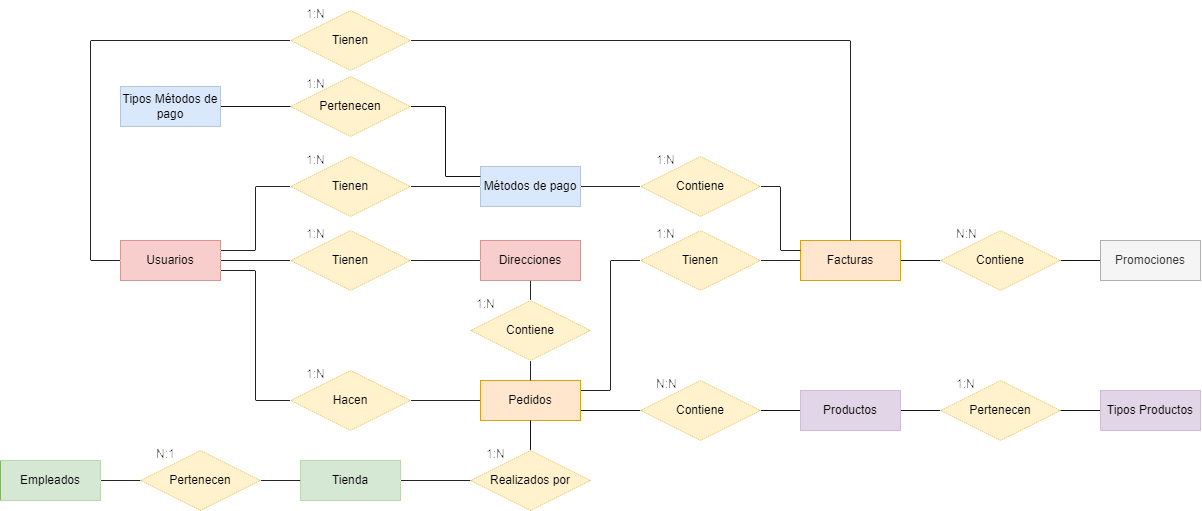 1:N
Tienen
1:N
Tipos Métodos de
pago
Pertenecen
1:N
Tienen
Métodos de pago
1:N
Contiene
1:N
Usuarios
Tienen
Direcciones
1:N
Tienen
Facturas
N:N
Contiene
Promociones
1:N
Contiene
1:N
Hacen
Pedidos
N:N
Contiene
Productos
1:N
Pertenecen
Tipos Productos
Empleados
N:1
Pertenecen
Tienda
1:N
Realizados por